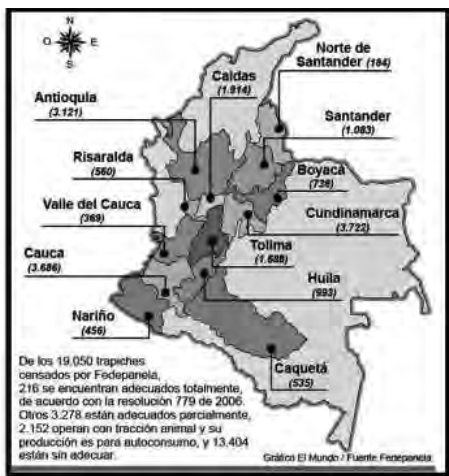 N
O E
S
Norte de
Santander (184)
Caldas
(1.914)
Antioquia
(3.121)
Santander
(1.083)
Risaralda
(560)
Boyacá
(736)
Valle del Cauca
(369)
Cundinamarca
(3.722)
Cauca
(3.686)
Tolima
(1.688)
Huila
(993)
Nariño
(456)
Caquetá
(535)
De los 19.050 trapiches
censados por Fedepanela,
216 se encuentran adecuados totalmente,
de acuerdo con la resolución 779 de 2006.
Otros 3.278 están adecuados parcialmente,
2.152 operan con tracción animal y su
producción es para autoconsumo, y 13.404
están sin adecuar.
Gráfico El Mundo / Fuente Fedepanela